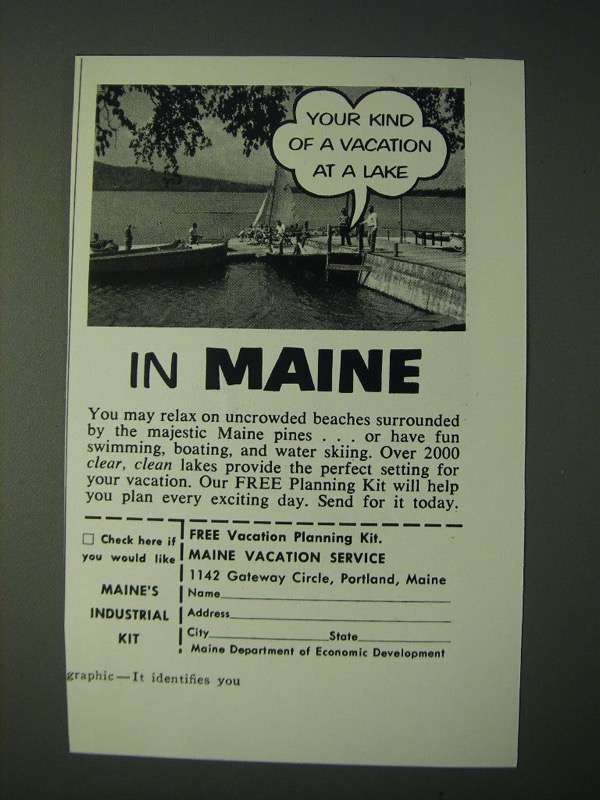 YOUR KIND
OF A VACATION
AT A LAKE
IN MAINE
You may relax on uncrowded beaches surrounded
by the majestic Maine pines . . . or have fun
swimming, boating, and water skiing. Over 2000
clear, clean lakes provide the perfect setting for
your vacation. Our FREE Planning Kit will help
you plan every exciting day. Send for it today.
☐ Check here if
you would like
MAINE'S
INDUSTRIAL
KIT
FREE Vacation Planning Kit.
MAINE VACATION SERVICE
1142 Gateway Circle, Portland, Maine
Name
Address
City State
Maine Department of Economic Development
graphic—It identifies you